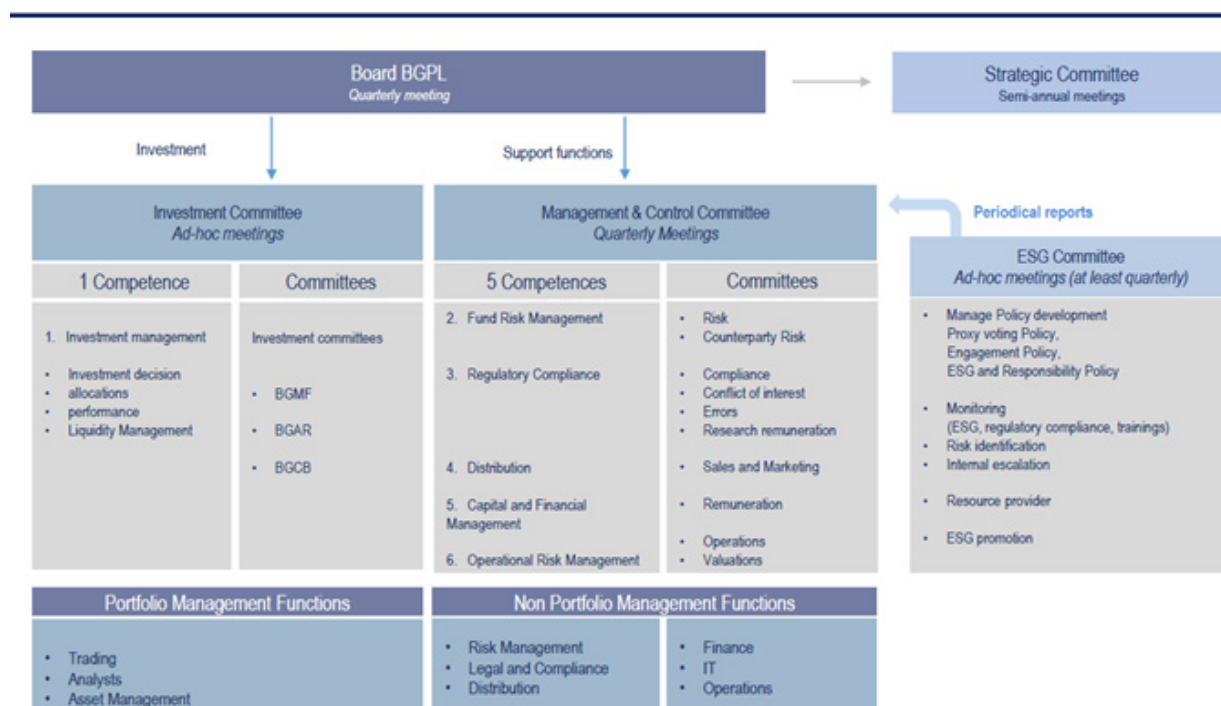 Board BGPL
Quarterly meeting
Strategic Committee
Semi-annual meetings
Investment
Support functions
Investment Committee
Ad-hoc meetings
Management & Control Committee
Quarterly Meetings
Periodical reports
ESG Committee
Ad-hoc meetings (at least quarterly)
1 Competence
Committees
5 Competences
Committees
1. Investment management
• Investment decision
• allocations
• performance
• Liquidity Management
Investment committees
• BGMF
• BGAR
• BGCB
2. Fund Risk Management
3. Regulatory Compliance
4. Distribution
5. Capital and Financial
Management
6. Operational Risk Management
• Risk
• Counterparty Risk
• Compliance
• Conflict of interest
• Errors
• Research remuneration
• Sales and Marketing
• Remuneration
• Operations
• Valuations
• Manage Policy development
Proxy voting Policy,
Engagement Policy,
ESG and Responsibility Policy
• Monitoring
(ESG, regulatory compliance, trainings)
• Risk identification
• Internal escalation
• Resource provider
• ESG promotion
Portfolio Management Functions
• Trading
• Analysts
• Asset Management
Non Portfolio Management Functions
• Risk Management
• Legal and Compliance
• Distribution
• Finance
• IT
• Operations